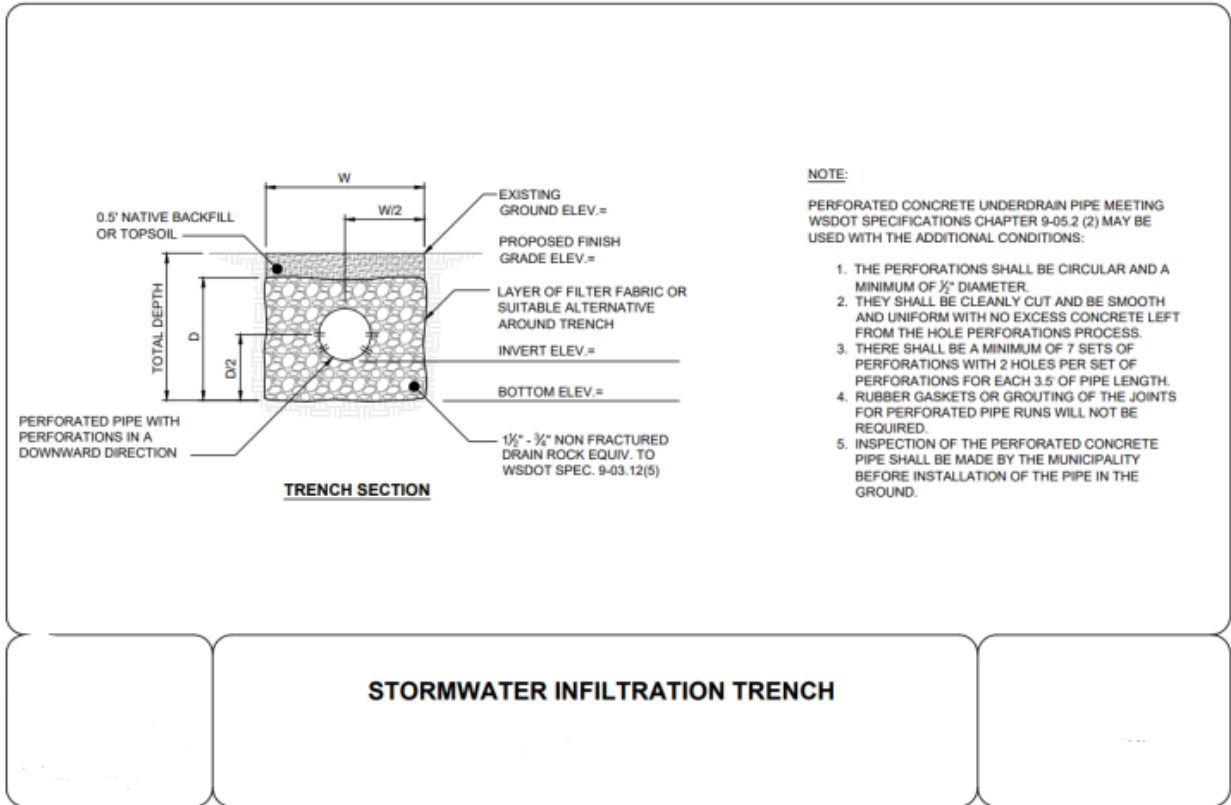 W
W/2
0.5' NATIVE BACKFILL
OR TOPSOIL
TOTAL DEPTH
D
D/2
PERFORATED PIPE WITH
PERFORATIONS IN A
DOWNWARD DIRECTION
EXISTING
GROUND ELEV.=
PROPOSED FINISH
GRADE ELEV.=
LAYER OF FILTER FABRIC OR
SUITABLE ALTERNATIVE
AROUND TRENCH
INVERT ELEV.=
BOTTOM ELEV.=
1½" - ¾" NON FRACTURED
DRAIN ROCK EQUIV. TO
WSDOT SPEC. 9-03.12(5)
TRENCH SECTION
NOTE:
PERFORATED CONCRETE UNDERDRAIN PIPE MEETING
WSDOT SPECIFICATIONS CHAPTER 9-05.2 (2) MAY BE
USED WITH THE ADDITIONAL CONDITIONS:
1. THE PERFORATIONS SHALL BE CIRCULAR AND A
MINIMUM OF ½" DIAMETER.
2. THEY SHALL BE CLEANLY CUT AND BE SMOOTH
AND UNIFORM WITH NO EXCESS CONCRETE LEFT
FROM THE HOLE PERFORATIONS PROCESS.
3. THERE SHALL BE A MINIMUM OF 7 SETS OF
PERFORATIONS WITH 2 HOLES PER SET OF
PERFORATIONS FOR EACH 3.5' OF PIPE LENGTH.
4. RUBBER GASKETS OR GROUTING OF THE JOINTS
FOR PERFORATED PIPE RUNS WILL NOT BE
REQUIRED.
5. INSPECTION OF THE PERFORATED CONCRETE
PIPE SHALL BE MADE BY THE MUNICIPALITY
BEFORE INSTALLATION OF THE PIPE IN THE
GROUND.
STORMWATER INFILTRATION TRENCH